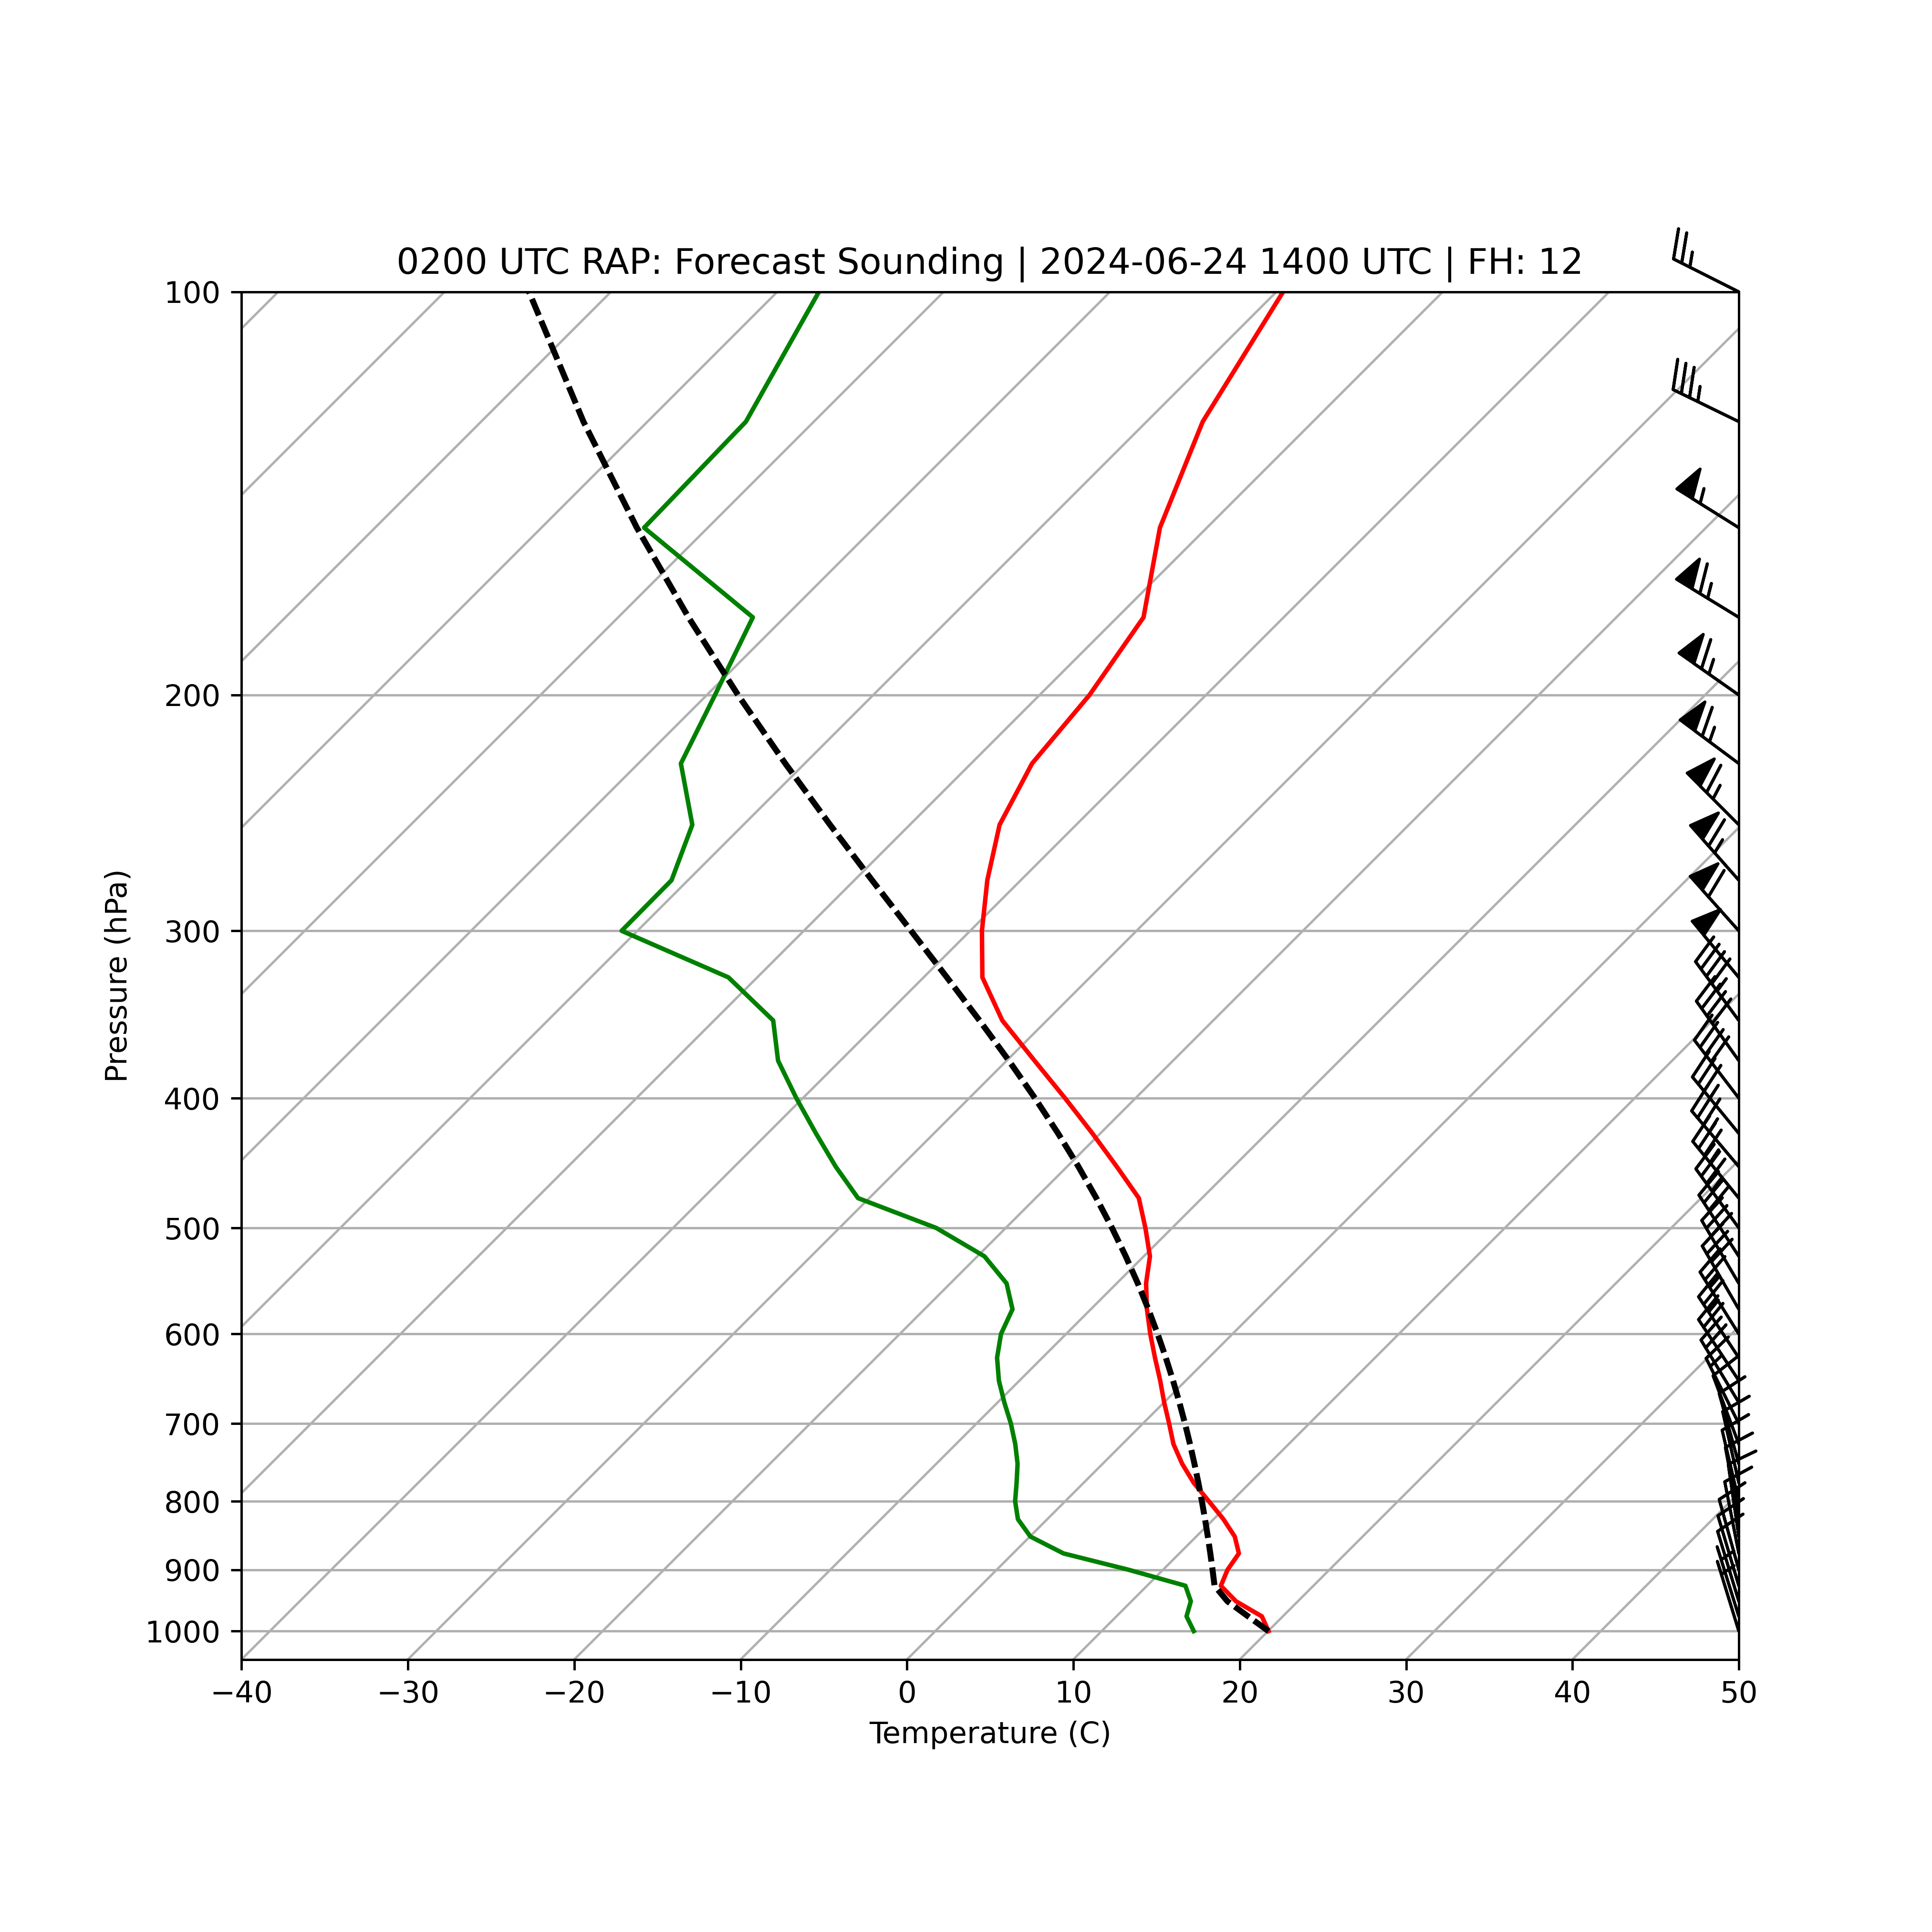 0200 UTC RAP: Forecast Sounding | 2024-06-24 1400 UTC | FH: 12
100
200
300
400
500
600
700
800
900
1000
Pressure (hPa)
−40 −30 −20 −10 0 10 20 30 40 50
Temperature (C)